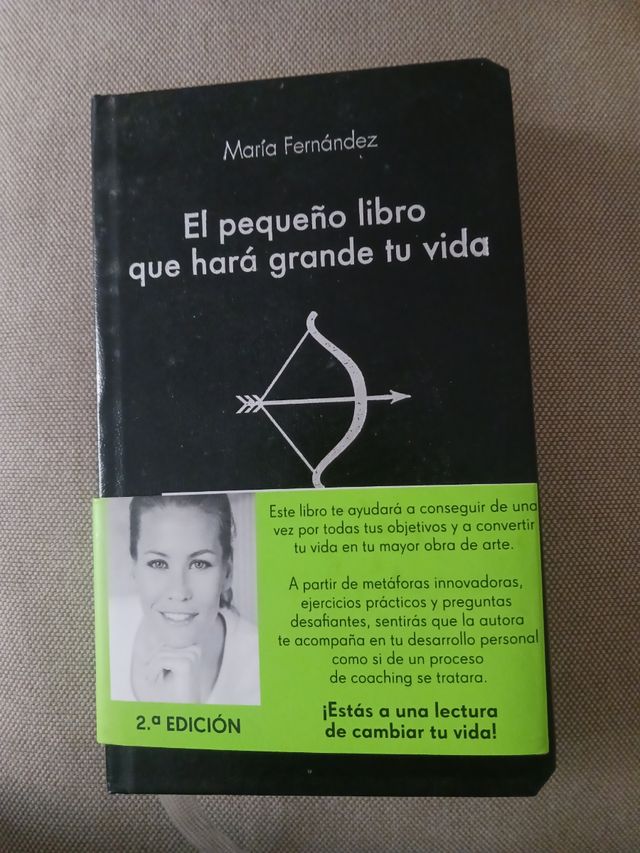 María Fernández
El pequeño libro
que hará grande tu vida
Este libro te ayudará a conseguir de una
vez por todas tus objetivos y a convertir
tu vida en tu mayor obra de arte.
A partir de metáforas innovadoras,
ejercicios prácticos y preguntas
desafiantes, sentirás que la autora
te acompaña en tu desarrollo personal
como si de un proceso
de coaching se tratara.
¡Estás a una lectura
de cambiar tu vida!
2.ª EDICIÓN